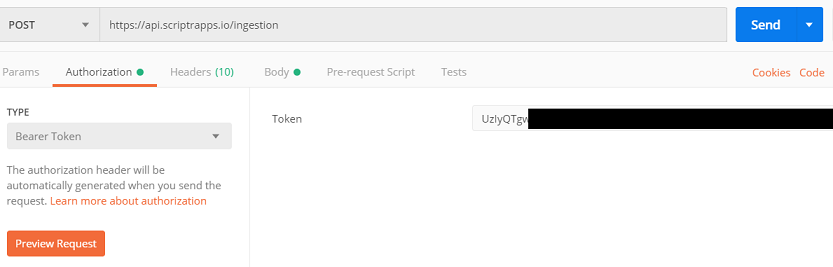 POST https://api.scriptrapps.io/ingestion Send
Params Authorization Headers (10) Body Pre-request Script Tests Cookies Code
TYPE
Bearer Token
The authorization header will be
automatically generated when you send the
request. Learn more about authorization
Preview Request
Token UzIyQTgw